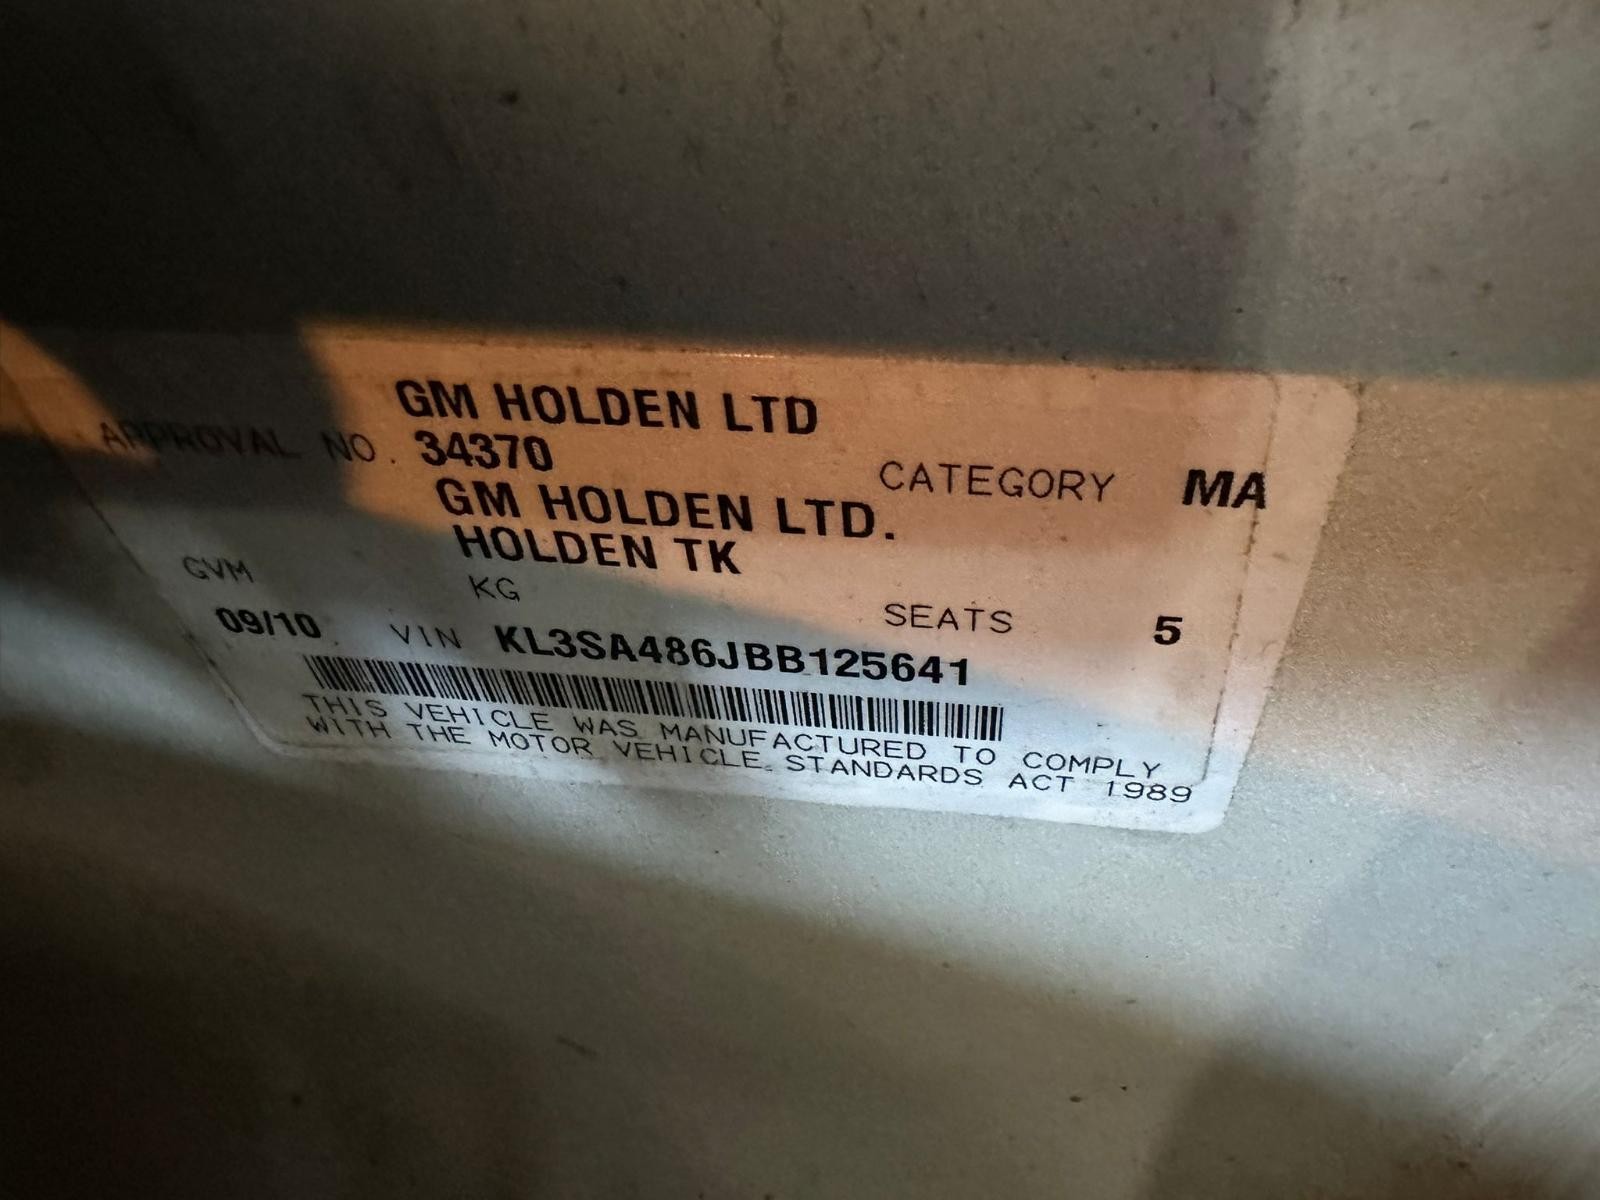 GM HOLDEN LTD
APPROVAL NO. 34370 CATEGORY MA
GM HOLDEN LTD.
HOLDEN TK
GVM KG SEATS 5
09/10 VIN KL3SA486JBB125641
THIS VEHICLE WAS MANUFACTURED TO COMPLY
WITH THE MOTOR VEHICLE STANDARDS ACT 1989